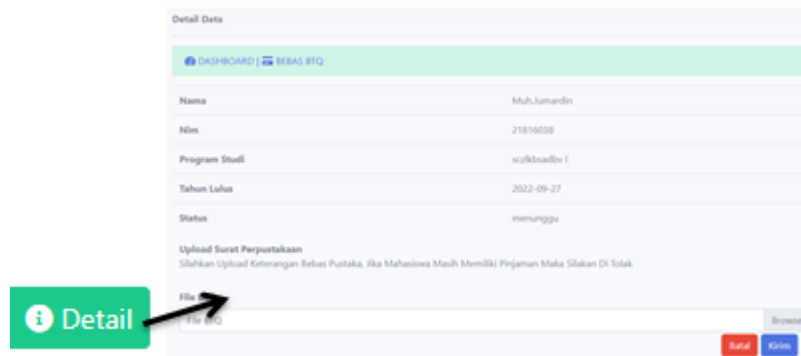 Detail Data
DASHBOARD | BEBAS BTQ
Nama Muh.Jumardin
Nim 21816038
Program Studi
Tahun Lulus 2022-09-27
Status menunggu
Upload Surat Perpustakaan
Silahkan Upload Keterangan Bebas Pustaka, Jika Mahasiswa Masih Memiliki Pinjaman Maka Silakan Di Tolak
File
Detail
File BTQ Browse
Batal Kirim